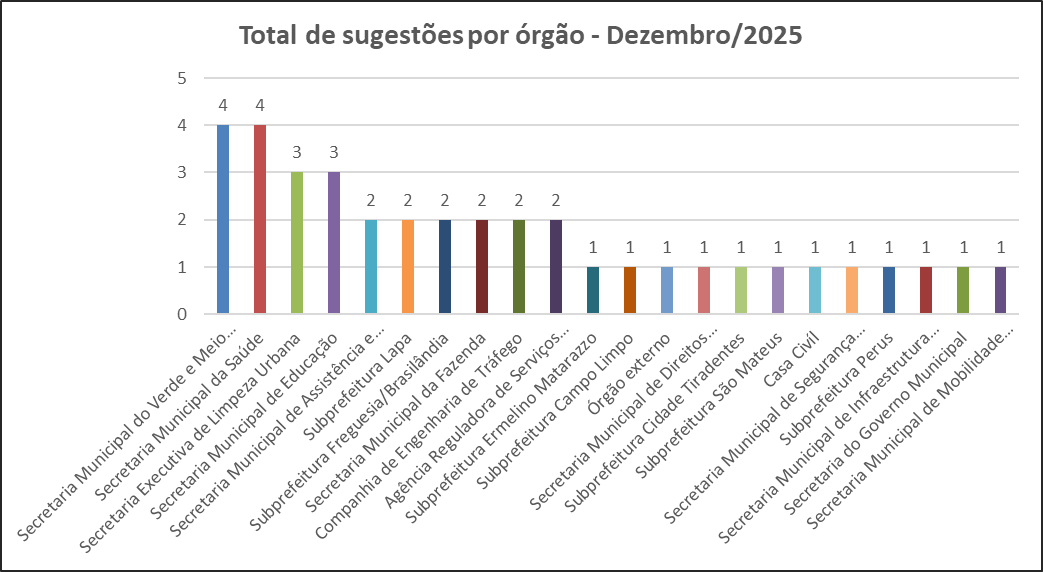 Total de sugestões por órgão - Dezembro/2025
5
4
3
2
1
0
4
4
3
3
2
2
2
2
2
2
1
1
1
1
1
1
1
1
1
1
1
1
Secretaria Municipal do Verde e Meio...
Secretaria Municipal da Saúde
Secretaria Executiva de Limpeza Urbana
Secretaria Municipal de Educação
Secretaria Municipal de Assistência e...
Subprefeitura Lapa
Subprefeitura Freguesia/Brasilândia
Secretaria Municipal da Fazenda
Companhia de Engenharia de Tráfego
Agência Reguladora de Serviços...
Subprefeitura Ermelino Matarazzo
Subprefeitura Campo Limpo
Órgão externo
Secretaria Municipal de Direitos...
Subprefeitura Cidade Tiradentes
Subprefeitura São Mateus
Casa Civíl
Secretaria Municipal de Segurança...
Subprefeitura Perus
Secretaria Municipal de Infraestrutura...
Secretaria do Governo Municipal
Secretaria Municipal de Mobilidade...